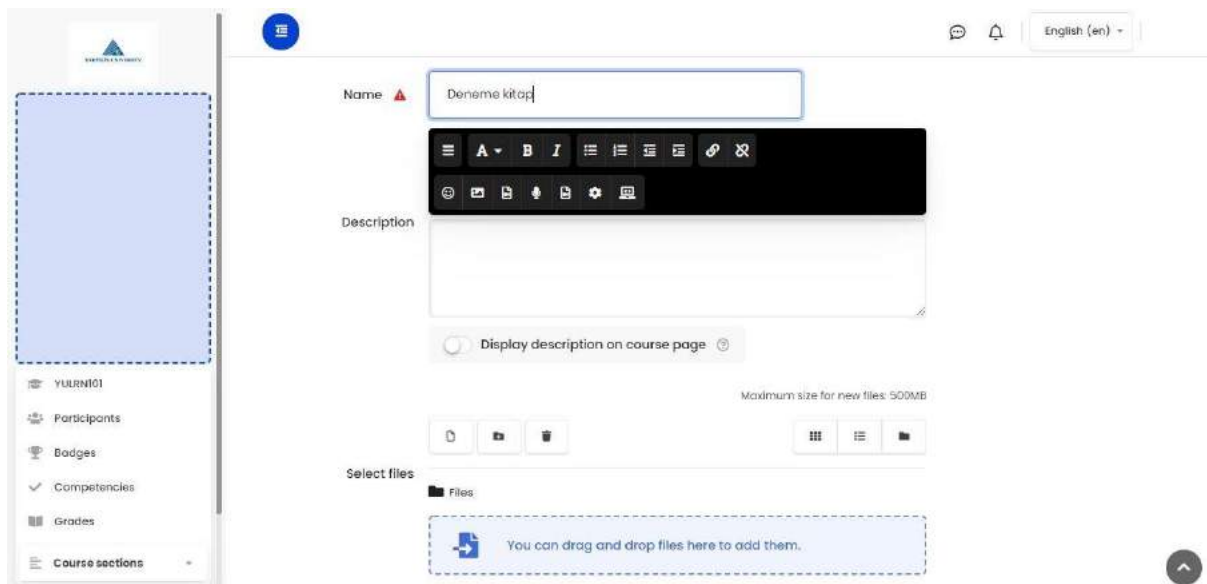 English (en)
Name
Deneme kitap
A B I
Description
Display description on course page
YULRN101
Participants
Badges
Competencies
Grades
Course sections
Maximum size for new files: 500MB
Select files
Files
You can drag and drop files here to add them.